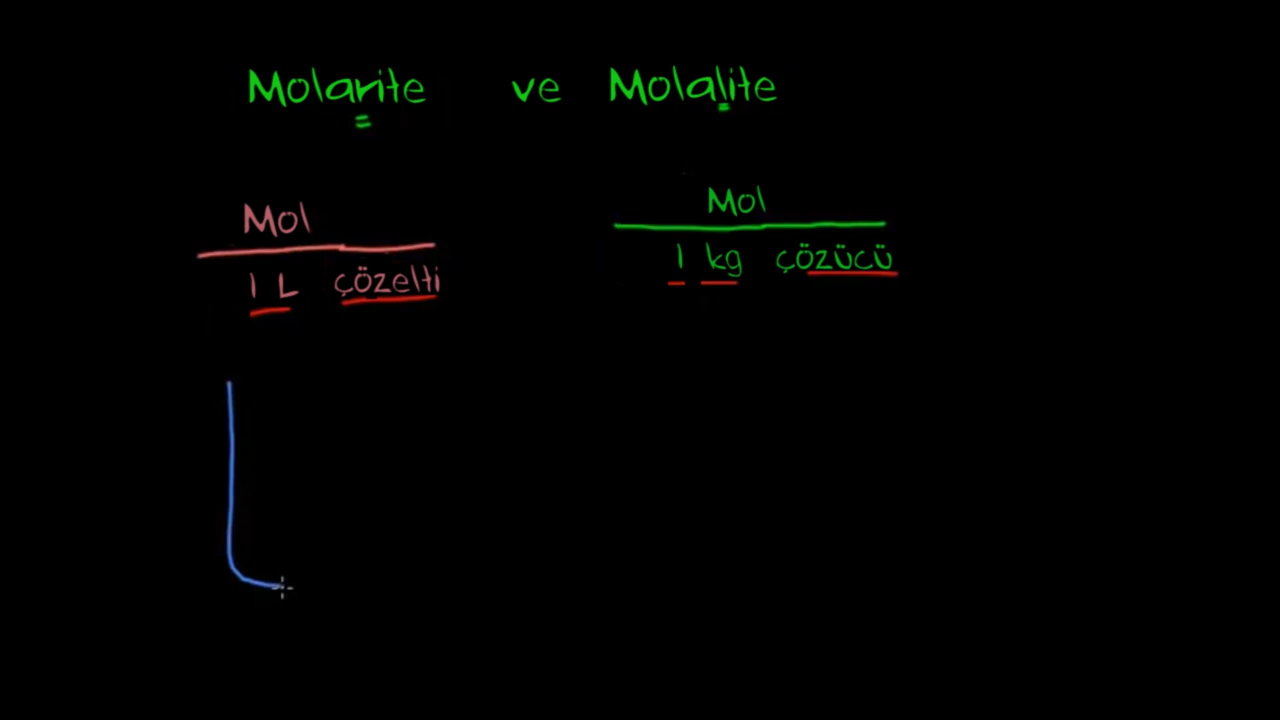 Molarite ve Molalite
Mol
1 L çözelti
Mol
1 kg çözücü